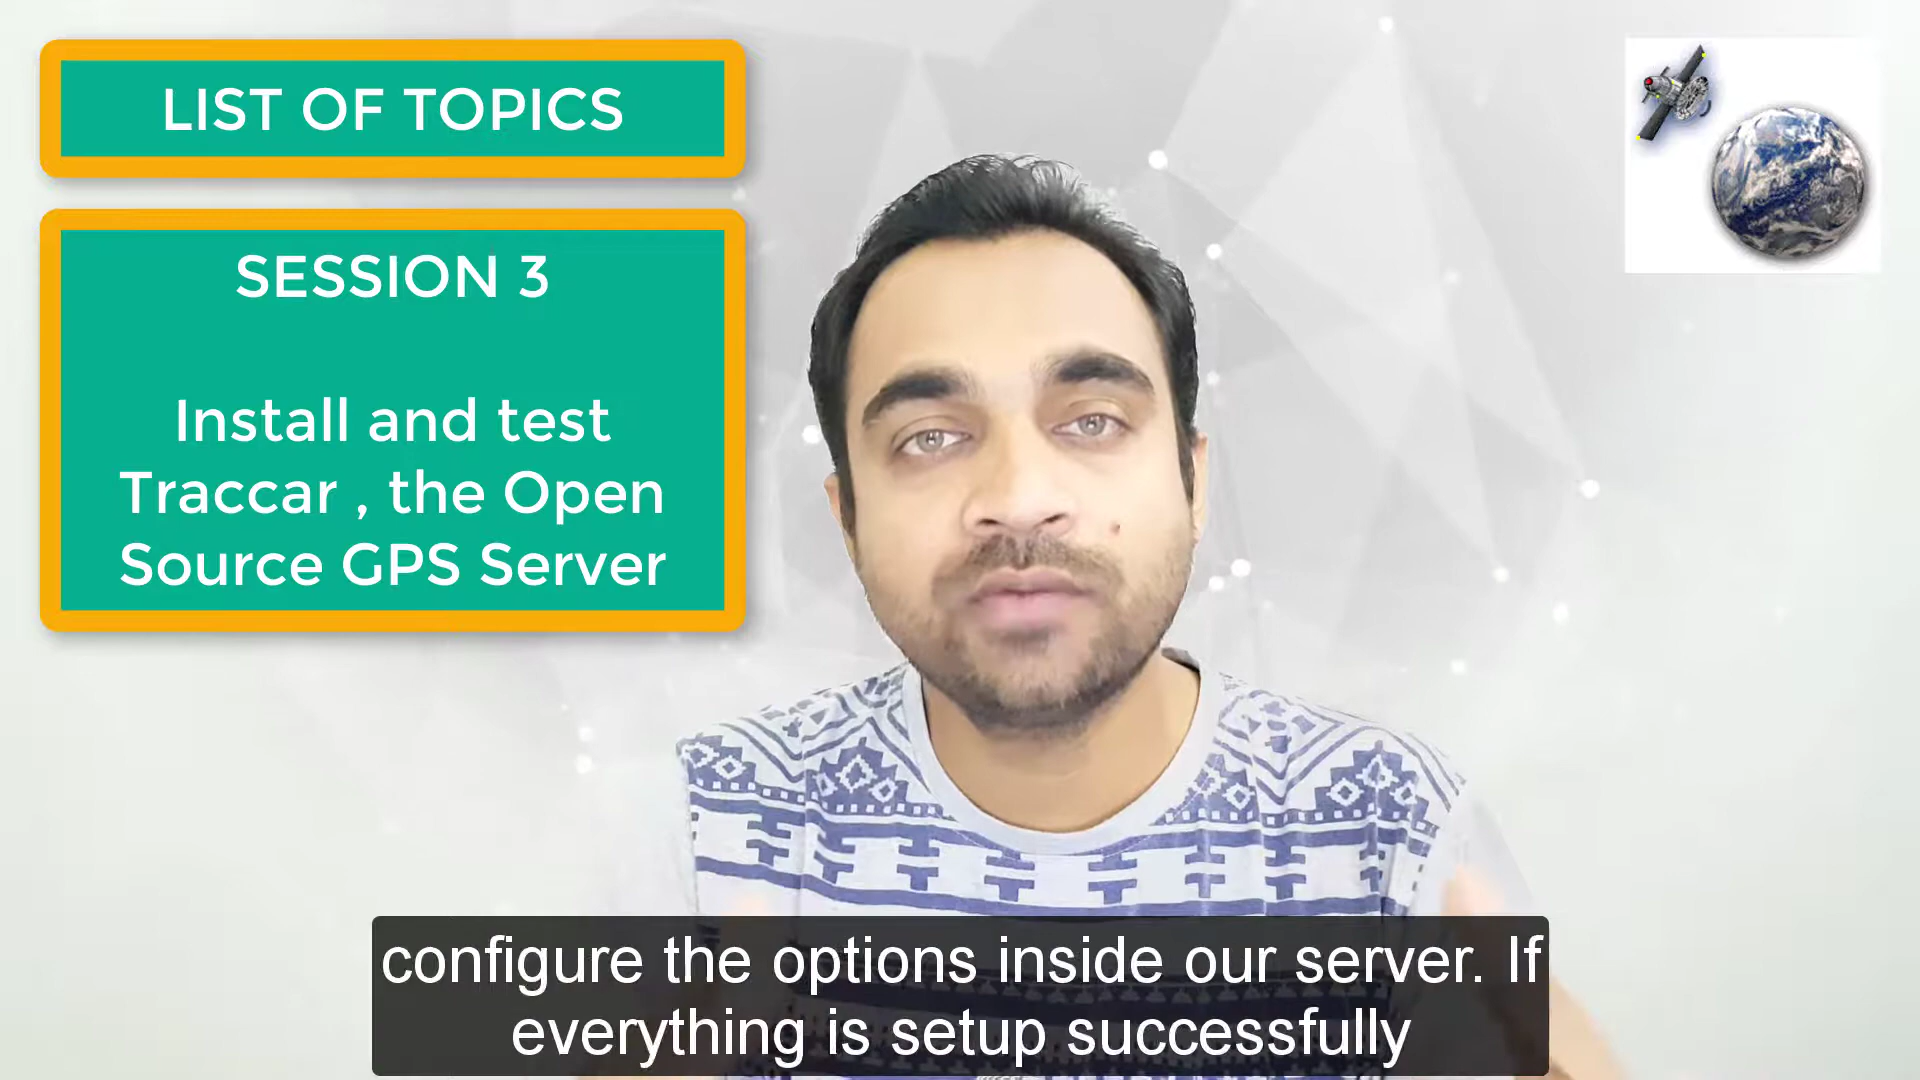 LIST OF TOPICS
SESSION 3
Install and test
Traccar , the Open
Source GPS Server
configure the options inside our server. If
everything is setup successfully